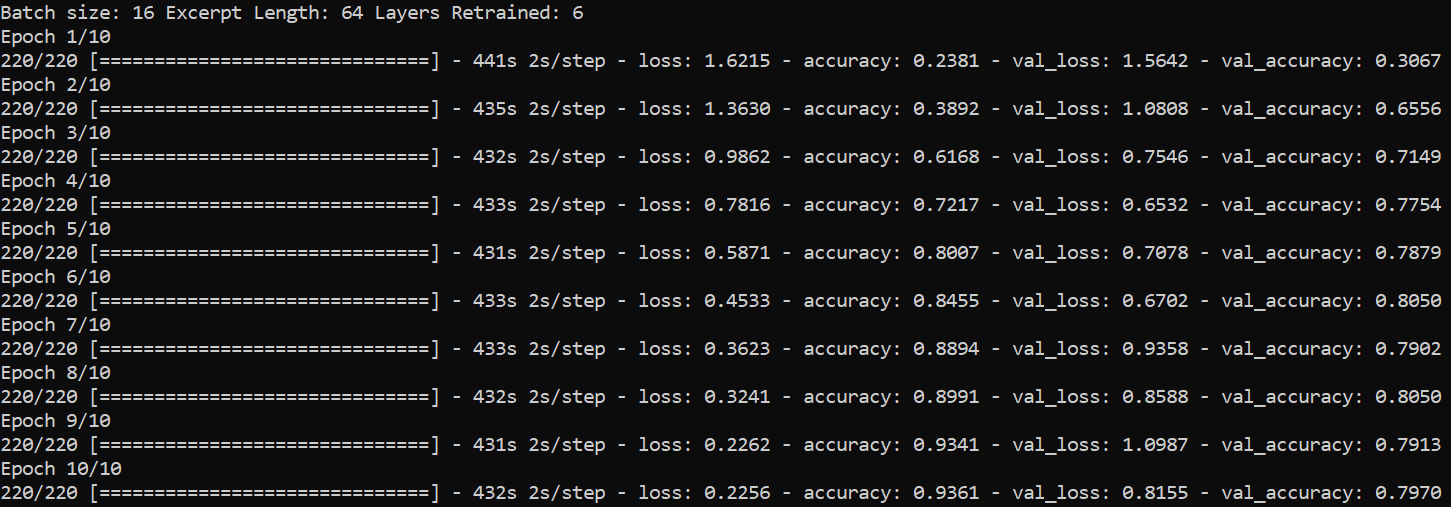 Batch size: 16 Excerpt Length: 64 Layers Retrained: 6
Epoch 1/10
220/220 [==============================] - 441s 2s/step - loss: 1.6215 - accuracy: 0.2381 - val_loss: 1.5642 - val_accuracy: 0.3067
Epoch 2/10
220/220 [==============================] - 435s 2s/step - loss: 1.3630 - accuracy: 0.3892 - val_loss: 1.0808 - val_accuracy: 0.6556
Epoch 3/10
220/220 [==============================] - 432s 2s/step - loss: 0.9862 - accuracy: 0.6168 - val_loss: 0.7546 - val_accuracy: 0.7149
Epoch 4/10
220/220 [==============================] - 433s 2s/step - loss: 0.7816 - accuracy: 0.7217 - val_loss: 0.6532 - val_accuracy: 0.7754
Epoch 5/10
220/220 [==============================] - 431s 2s/step - loss: 0.5871 - accuracy: 0.8007 - val_loss: 0.7078 - val_accuracy: 0.7879
Epoch 6/10
220/220 [==============================] - 433s 2s/step - loss: 0.4533 - accuracy: 0.8455 - val_loss: 0.6702 - val_accuracy: 0.8050
Epoch 7/10
220/220 [==============================] - 433s 2s/step - loss: 0.3623 - accuracy: 0.8894 - val_loss: 0.9358 - val_accuracy: 0.7902
Epoch 8/10
220/220 [==============================] - 432s 2s/step - loss: 0.3241 - accuracy: 0.8991 - val_loss: 0.8588 - val_accuracy: 0.8050
Epoch 9/10
220/220 [==============================] - 431s 2s/step - loss: 0.2262 - accuracy: 0.9341 - val_loss: 1.0987 - val_accuracy: 0.7913
Epoch 10/10
220/220 [==============================] - 432s 2s/step - loss: 0.2256 - accuracy: 0.9361 - val_loss: 0.8155 - val_accuracy: 0.7970